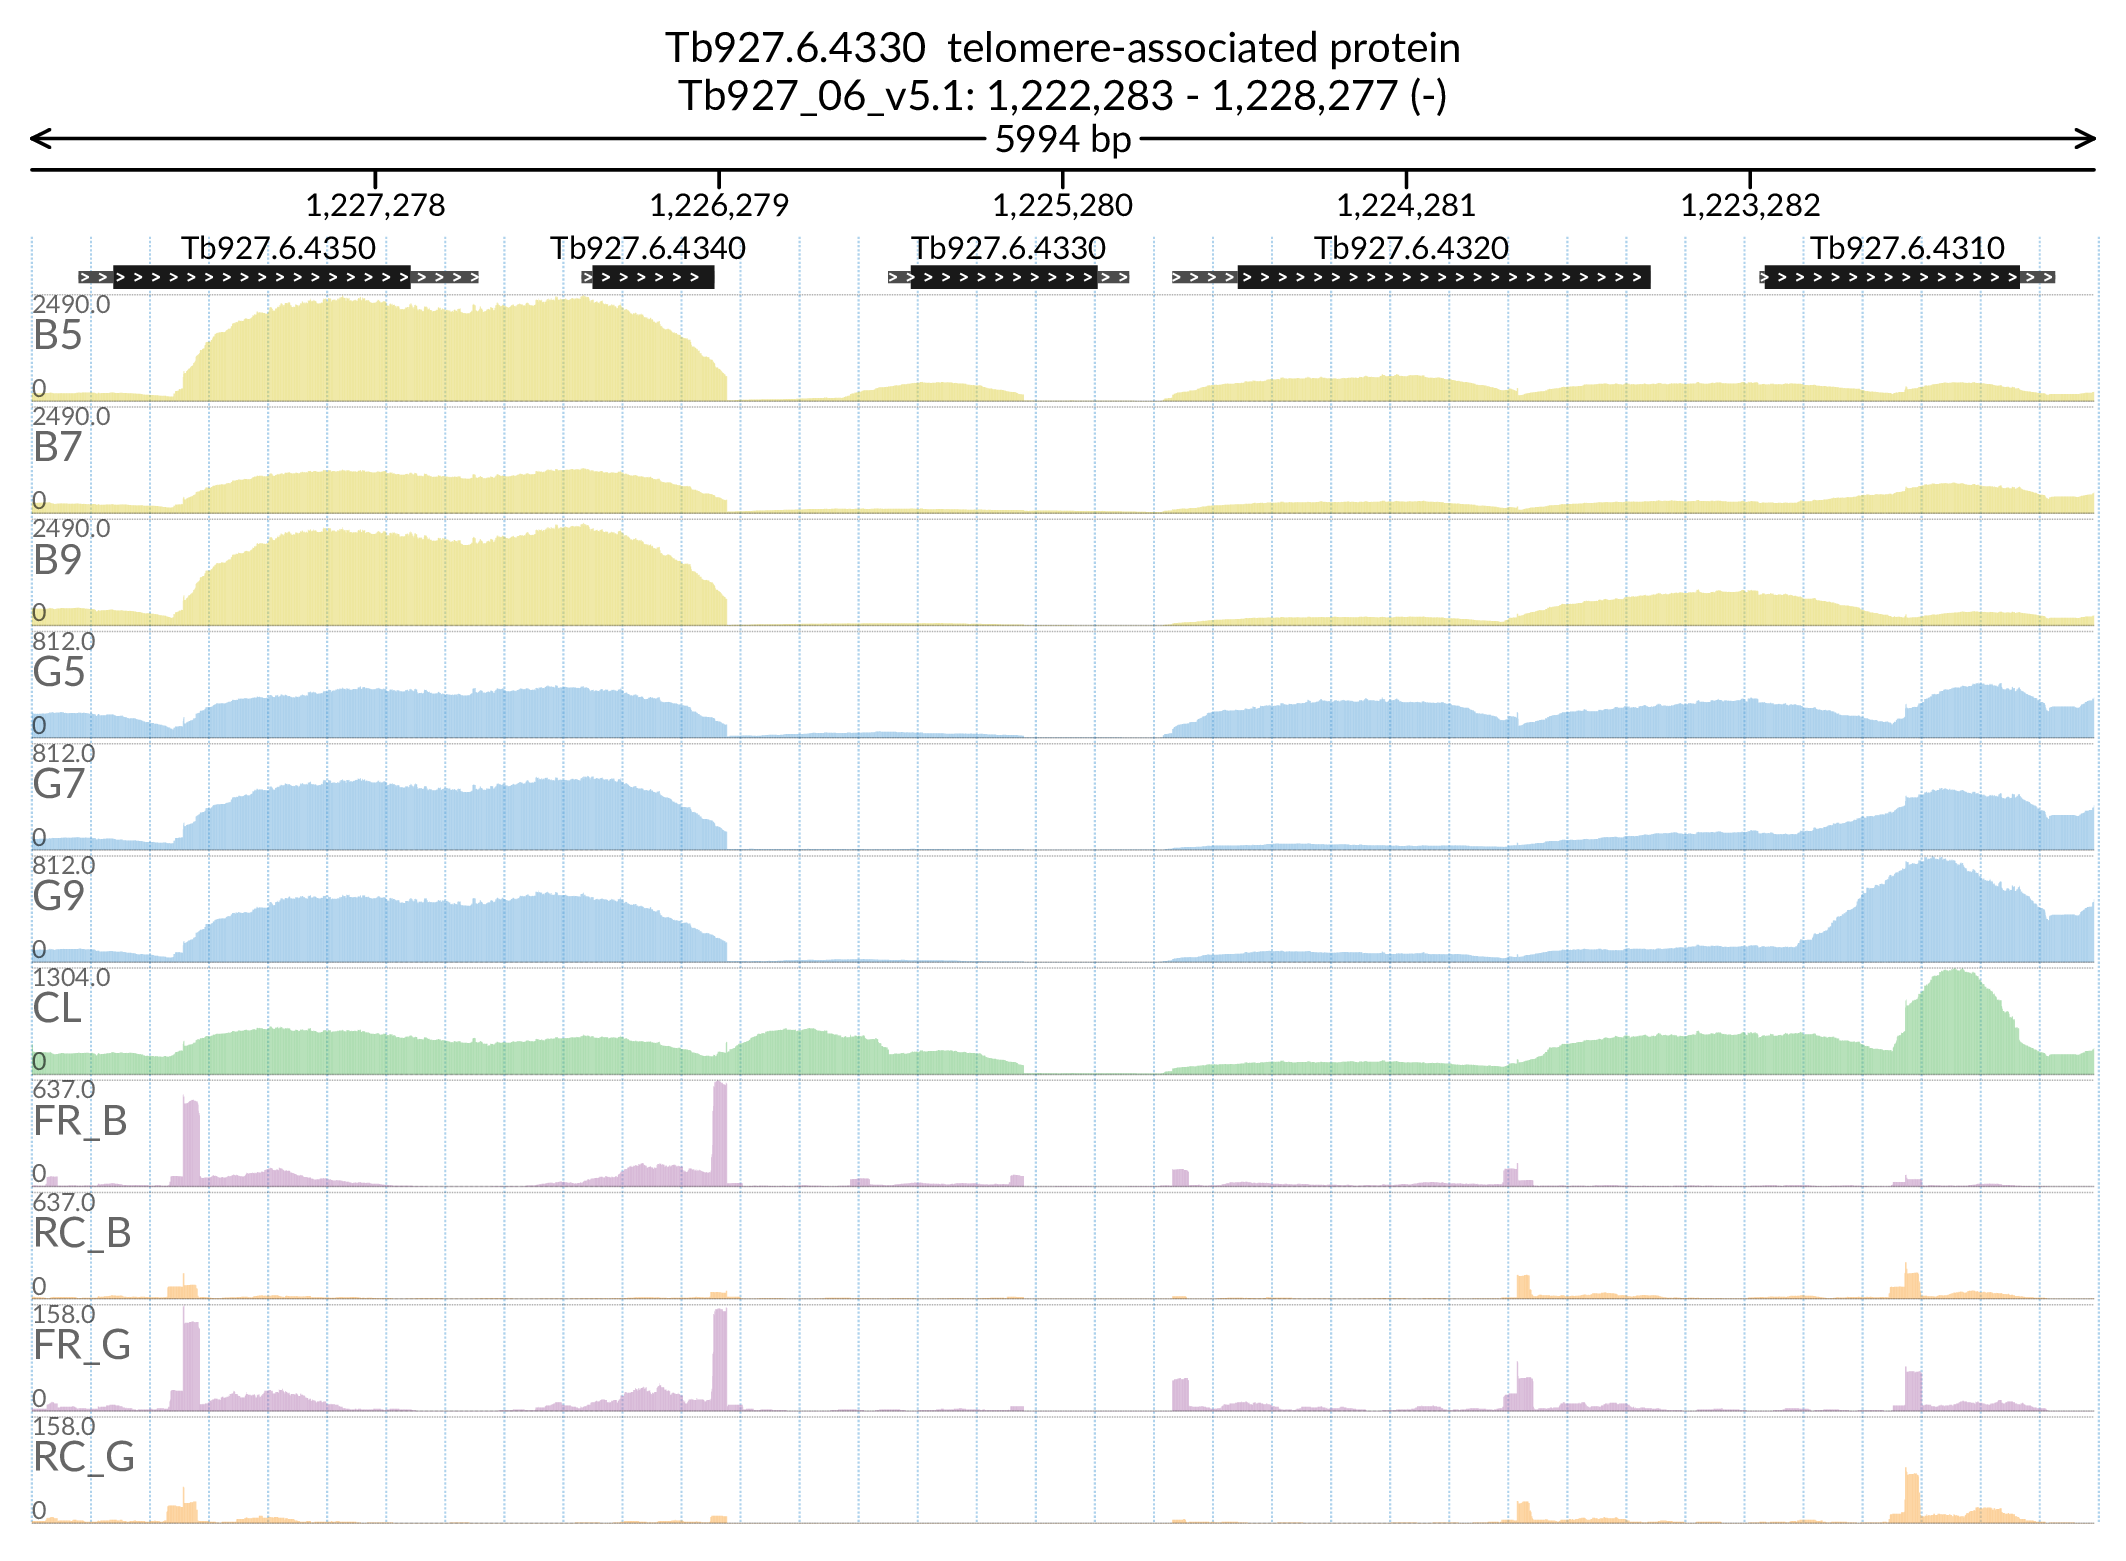 Tb927.6.4330 telomere-associated protein
Tb927_06_v5.1: 1,222,283 - 1,228,277 (-)
5994 bp
1,227,278 1,226,279 1,225,280 1,224,281 1,223,282
Tb927.6.4350 Tb927.6.4340 Tb927.6.4330 Tb927.6.4320 Tb927.6.4310
2490.0
B5
0
2490.0
B7
0
2490.0
B9
0
812.0
G5
0
812.0
G7
0
812.0
G9
0
1304.0
CL
0
637.0
FR_B
0
637.0
RC_B
0
158.0
FR_G
0
158.0
RC_G
0